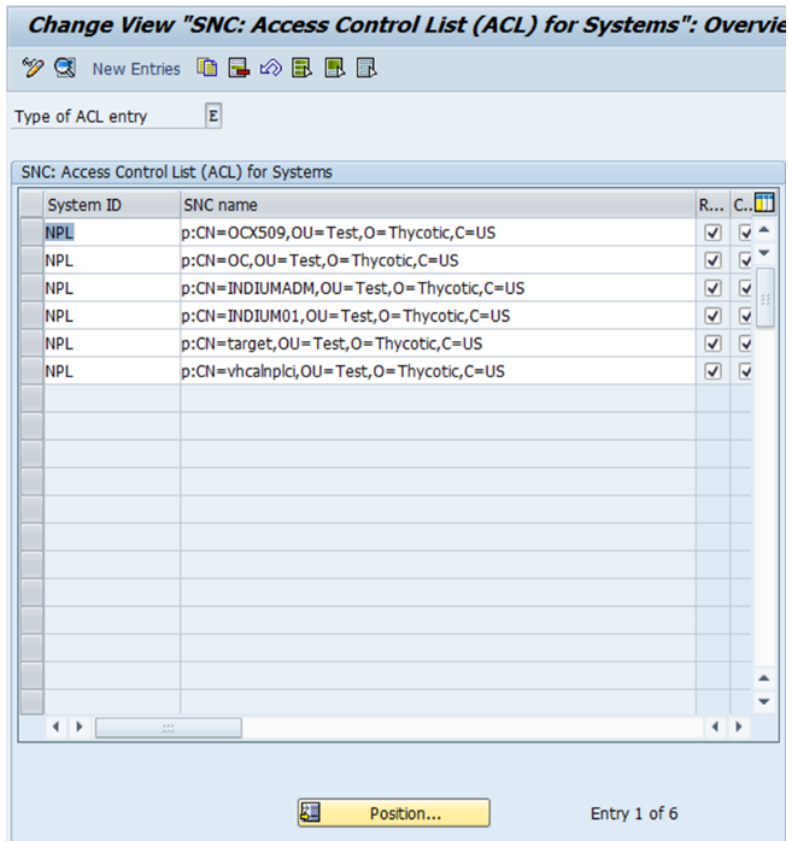 Change View "SNC: Access Control List (ACL) for Systems": Overvie
New Entries
Type of ACL entry E
SNC: Access Control List (ACL) for Systems
System ID SNC name R... C..
NPL p:CN=OCX509,OU=Test,O=Thycotic,C=US
NPL p:CN=OC,OU=Test,O=Thycotic,C=US
NPL p:CN=INDIUMADM,OU=Test,O=Thycotic,C=US
NPL p:CN=INDIUM01,OU=Test,O=Thycotic,C=US
NPL p:CN=target,OU=Test,O=Thycotic,C=US
NPL p:CN=vhcalnplci,OU=Test,O=Thycotic,C=US
Position... Entry 1 of 6